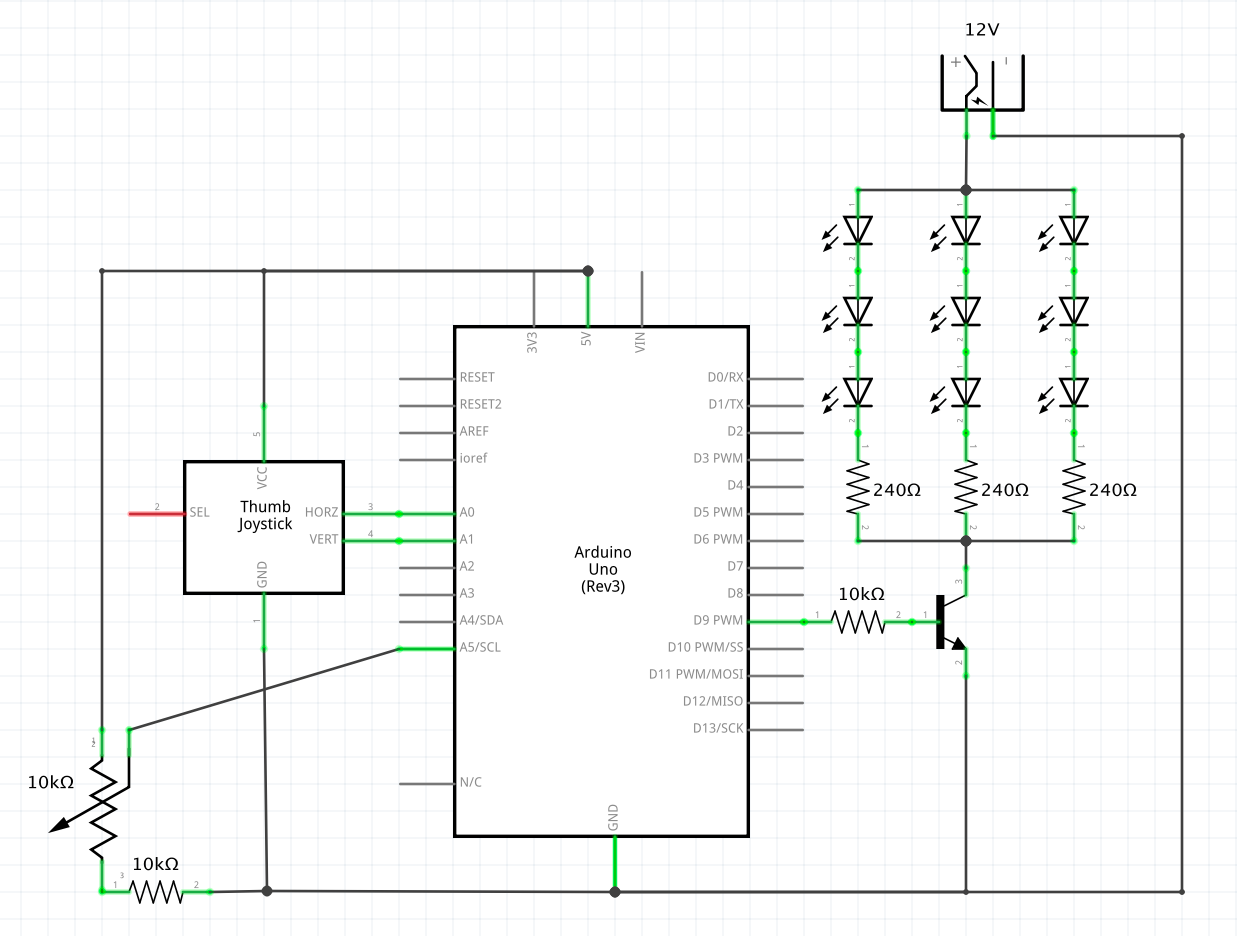 12V
+
−
1
1
1
2
2
2
1
1
1
3V3
5V
VIN
2
2
2
RESET
D0/RX
1
1
1
RESET2
D1/TX
2
2
2
AREF
D2
5
1
1
1
ioref
D3 PWM
VCC
D4
240Ω
240Ω
240Ω
2
SEL
Thumb
Joystick
HORZ
3
A0
D5 PWM
2
2
2
VERT
4
A1
D6 PWM
Arduino
Uno
(Rev3)
GND
A2
D7
3
A3
D8
10kΩ
1
A4/SDA
D9 PWM
1
2
1
A5/SCL
D10 PWM/SS
2
D11 PWM/MOSI
D12/MISO
D13/SCK
10kΩ
N/C
GND
10kΩ
3
1
2